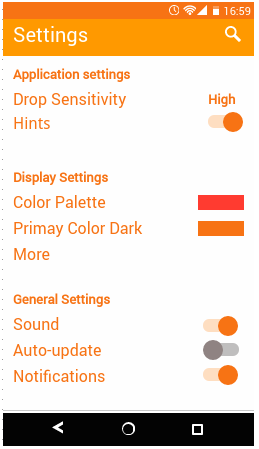 16:59
Settings
Application settings
Drop Sensitivity High
Hints
Display Settings
Color Palette
Primay Color Dark
More
General Settings
Sound
Auto-update
Notifications